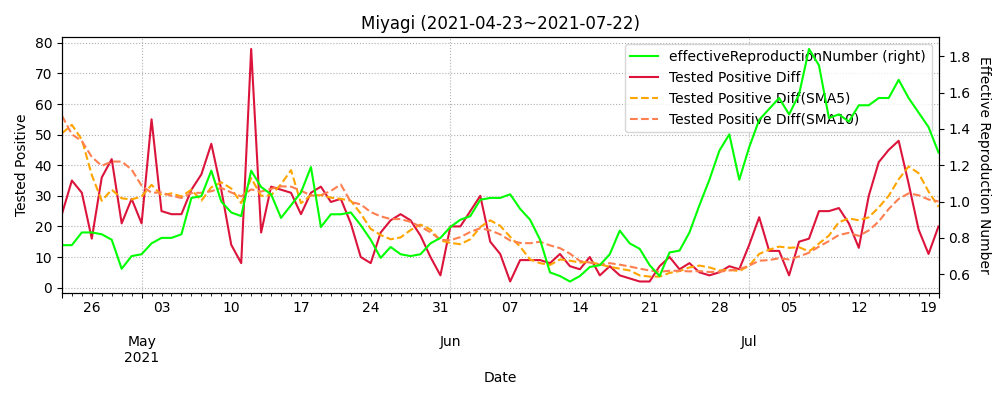 Miyagi (2021-04-23~2021-07-22)
effectiveReproductionNumber (right)
Tested Positive Diff
Tested Positive Diff(SMA5)
Tested Positive Diff(SMA10)
Tested Positive
80
70
60
50
40
30
20
10
0
Effective Reproduction Number
1.8
1.6
1.4
1.2
1.0
0.8
0.6
26 03 10 17 24 31 07 14 21 28 05 12 19
May Jun Jul
2021
Date